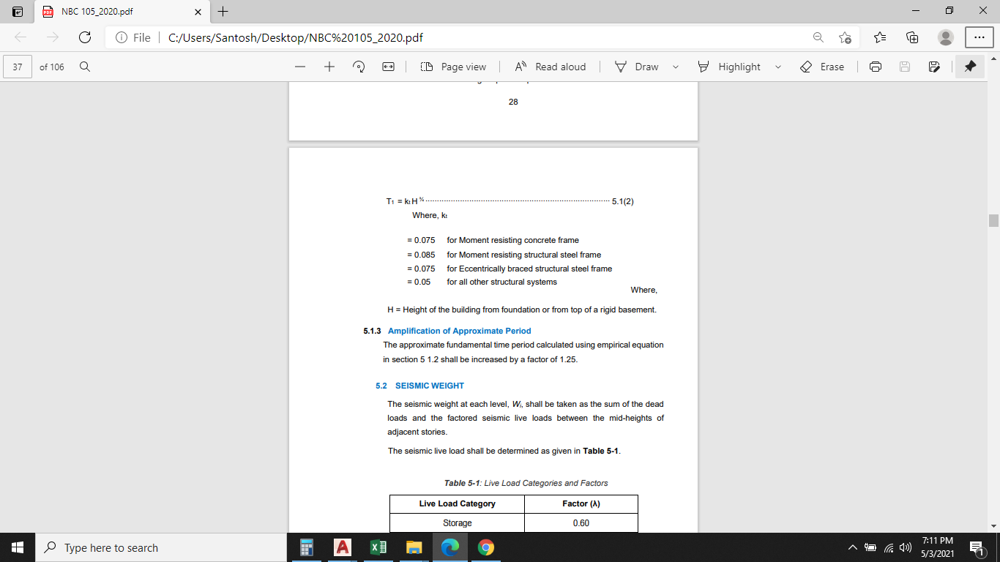 NBC 105_2020.pdf
File C:/Users/Santosh/Desktop/NBC%20105_2020.pdf
37 of 106 Page view Read aloud Draw Highlight Erase
28
T1 = kt H ¾ 5.1(2)
Where, kt
= 0.075 for Moment resisting concrete frame
= 0.085 for Moment resisting structural steel frame
= 0.075 for Eccentrically braced structural steel frame
= 0.05 for all other structural systems
Where,
H = Height of the building from foundation or from top of a rigid basement.
5.1.3 Amplification of Approximate Period
The approximate fundamental time period calculated using empirical equation
in section 5 1.2 shall be increased by a factor of 1.25.
5.2 SEISMIC WEIGHT
The seismic weight at each level, Wi, shall be taken as the sum of the dead
loads and the factored seismic live loads between the mid-heights of
adjacent stories.
The seismic live load shall be determined as given in Table 5-1.
Table 5-1: Live Load Categories and Factors
Live Load Category Factor (λ)
Storage 0.60
Type here to search
7:11 PM
5/3/2021
1